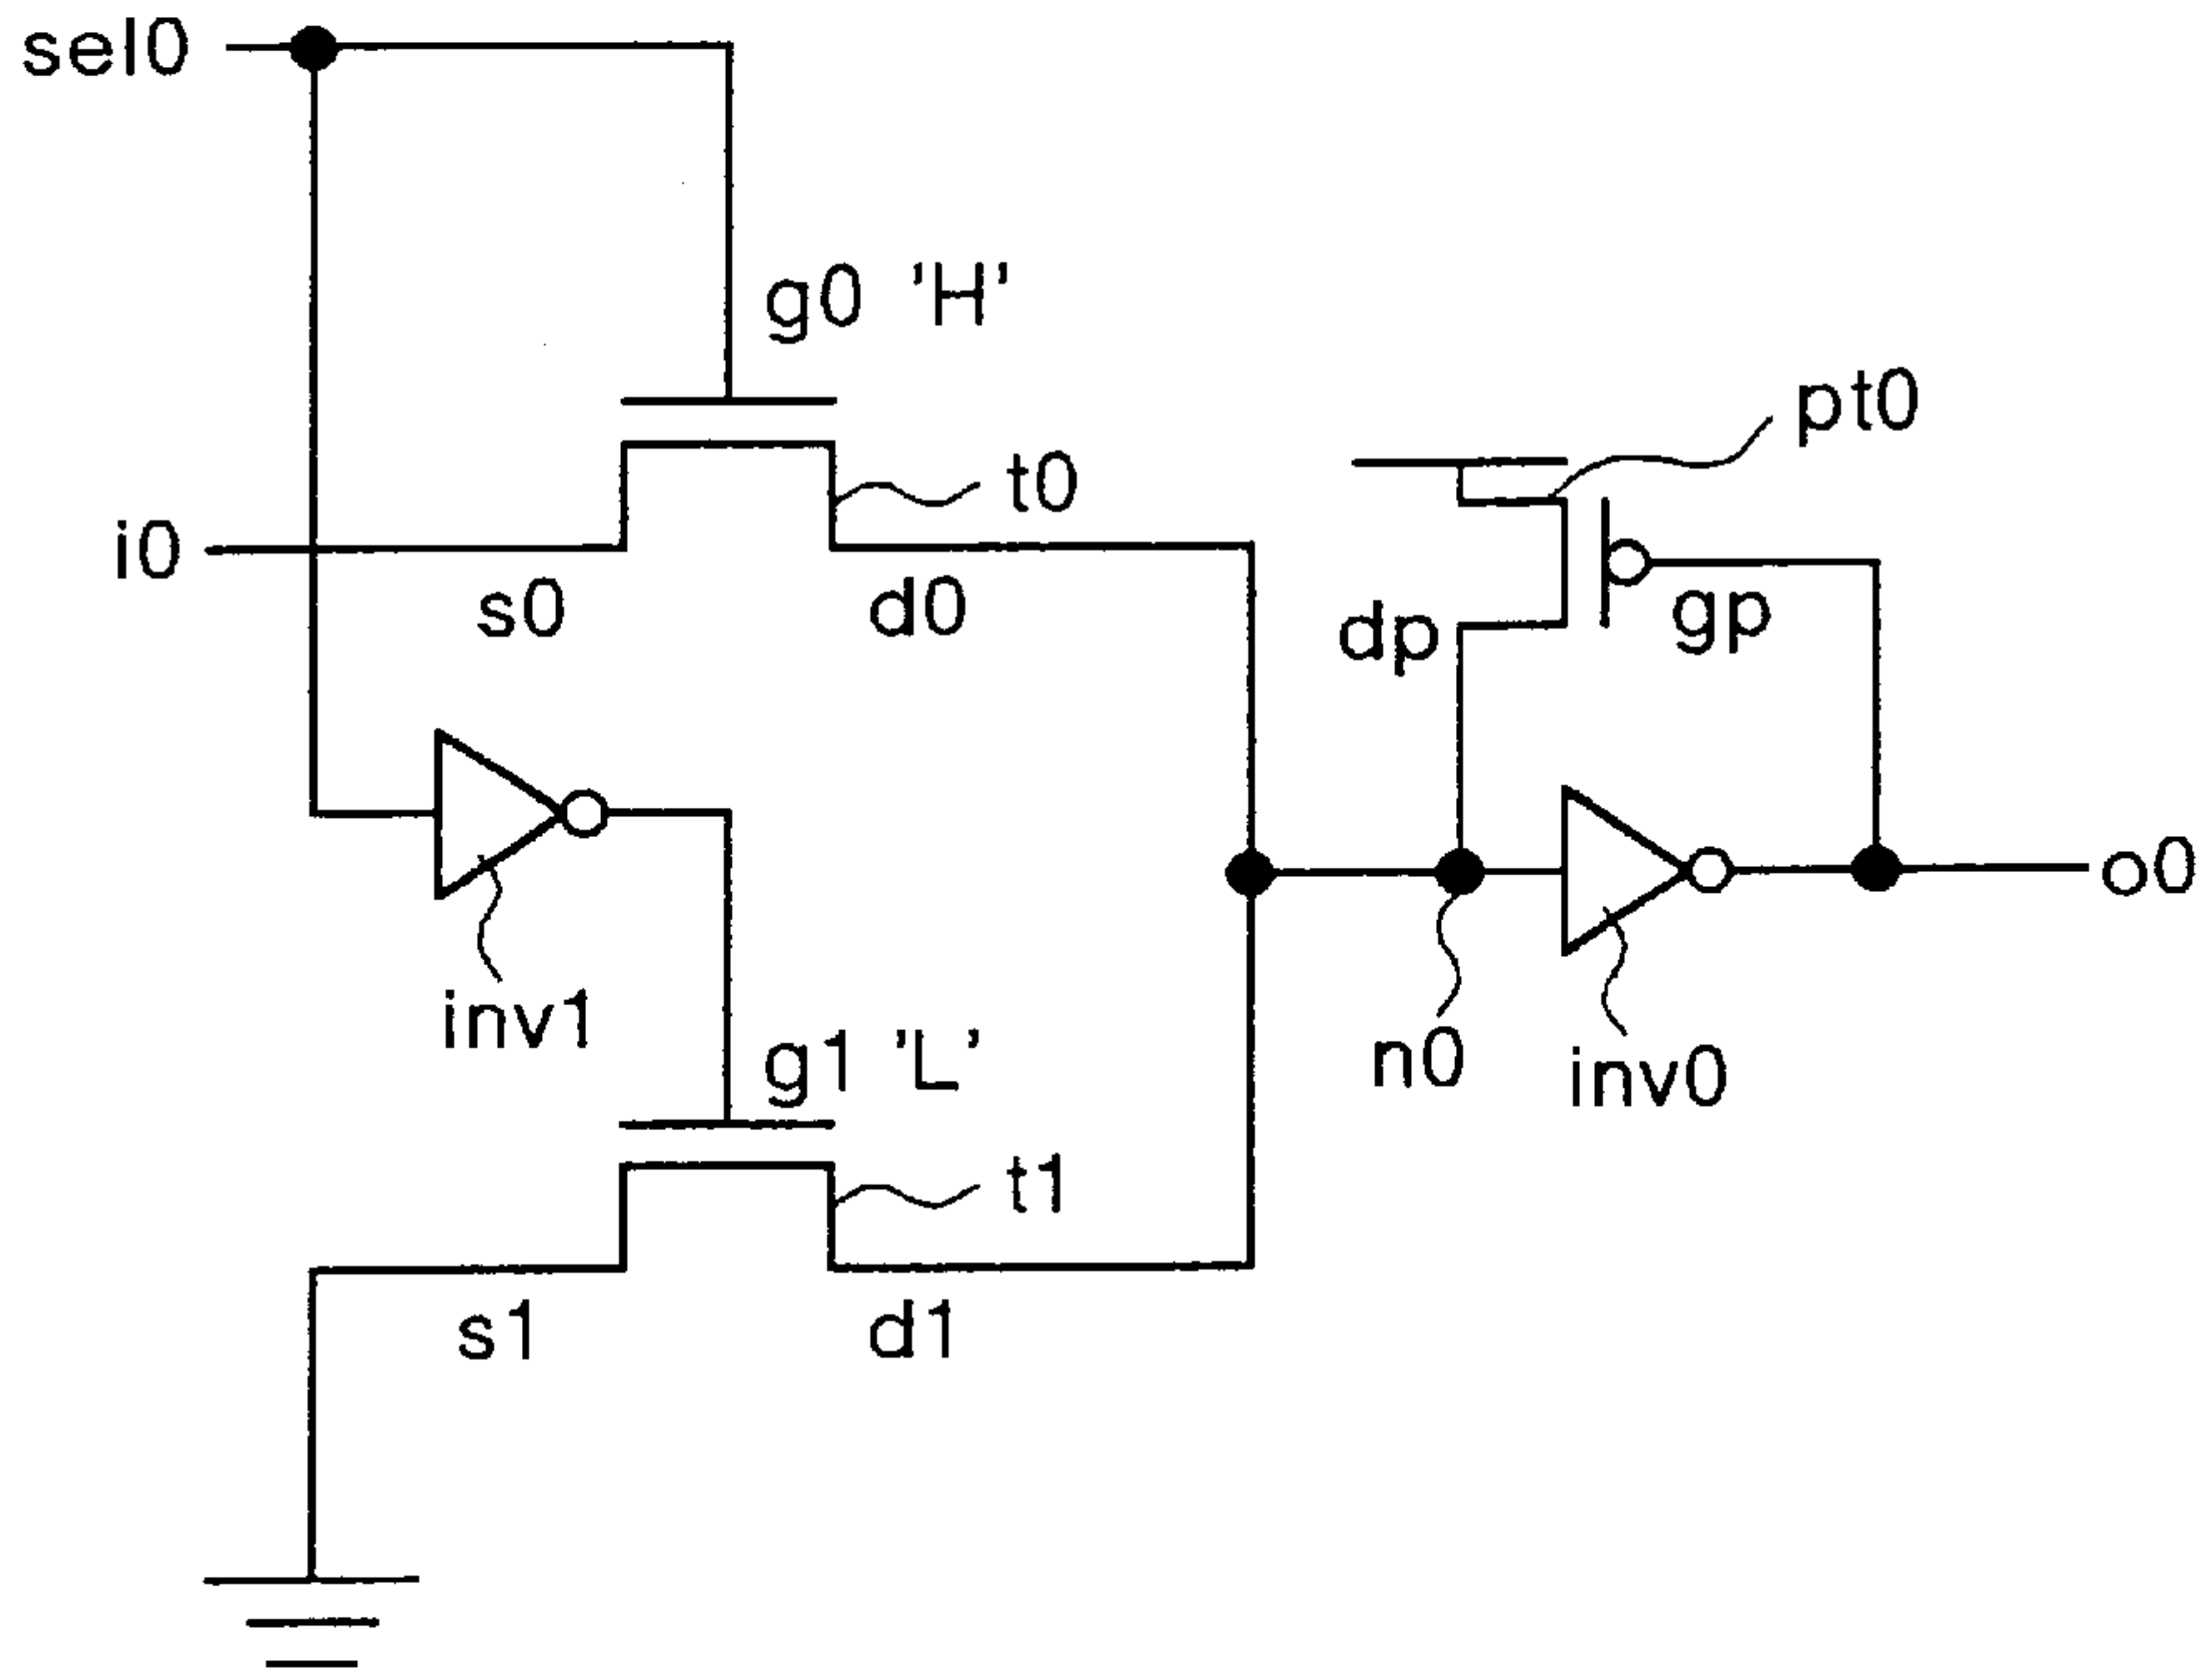 sel0
g0 'H'
pt0
t0
i0
s0
d0
dp
gp
o0
inv1
g1 'L'
n0
inv0
t1
s1
d1